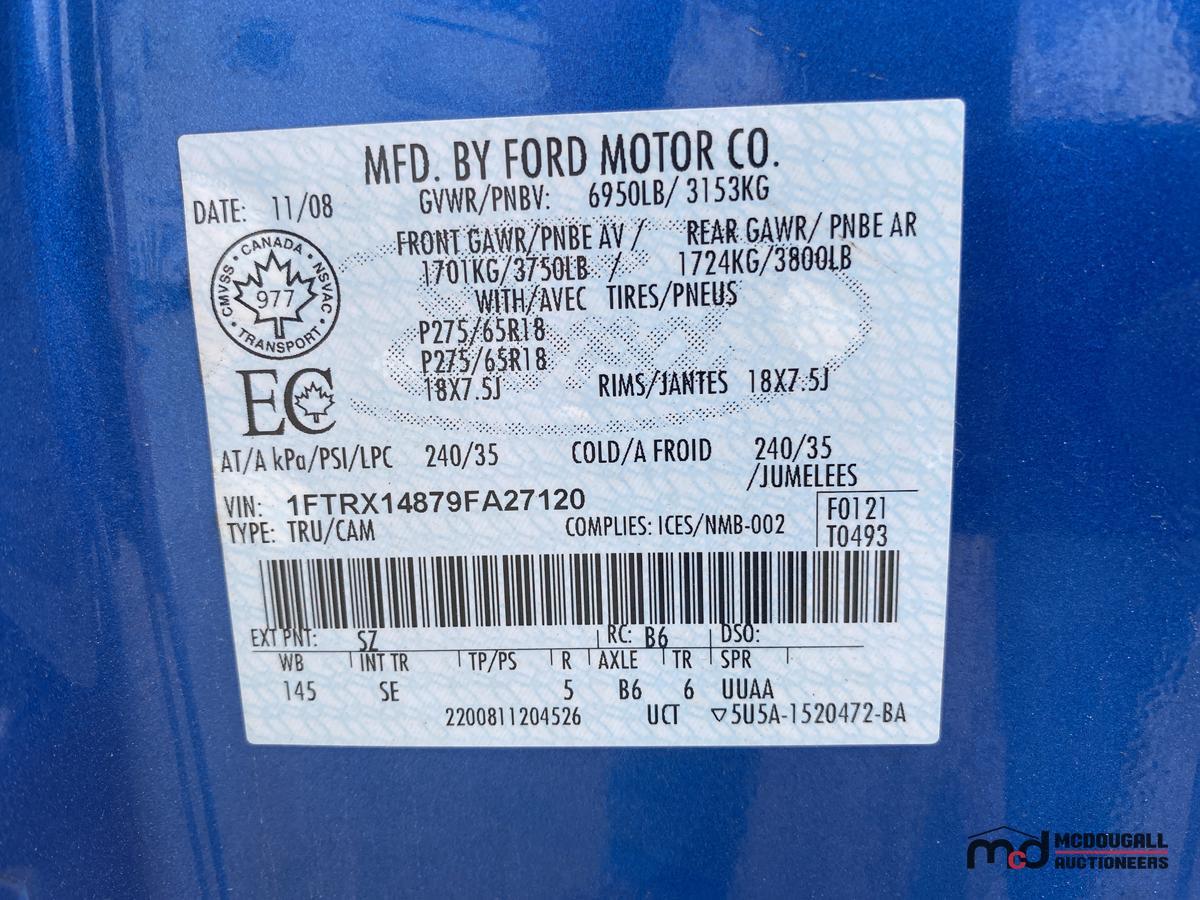 MFD. BY FORD MOTOR CO.
DATE: 11/08 GVWR/PNBV: 6950LB/ 3153KG
FRONT GAWR/PNBE AV / REAR GAWR/ PNBE AR
1701KG/3750LB / 1724KG/3800LB
WITH/AVEC TIRES/PNEUS
P275/65R18
P275/65R18
18X7.5J RIMS/JANTES 18X7.5J
CMVSS · CANADA · NSVAC · TRANSPORT ·
977
EC
AT/A kPa/PSI/LPC 240/35 COLD/A FROID 240/35
/JUMELEES
VIN: 1FTRX14879FA27120 F0121
TYPE: TRU/CAM COMPLIES: ICES/NMB-002 T0493
EXT PNT: SZ RC: B6 DSO:
WB INT TR TP/PS R AXLE TR SPR
145 SE 5 B6 6 UUAA
2200811204526 UCT ▽5U5A-1520472-BA
mcd MCDOUGALL
AUCTIONEERS